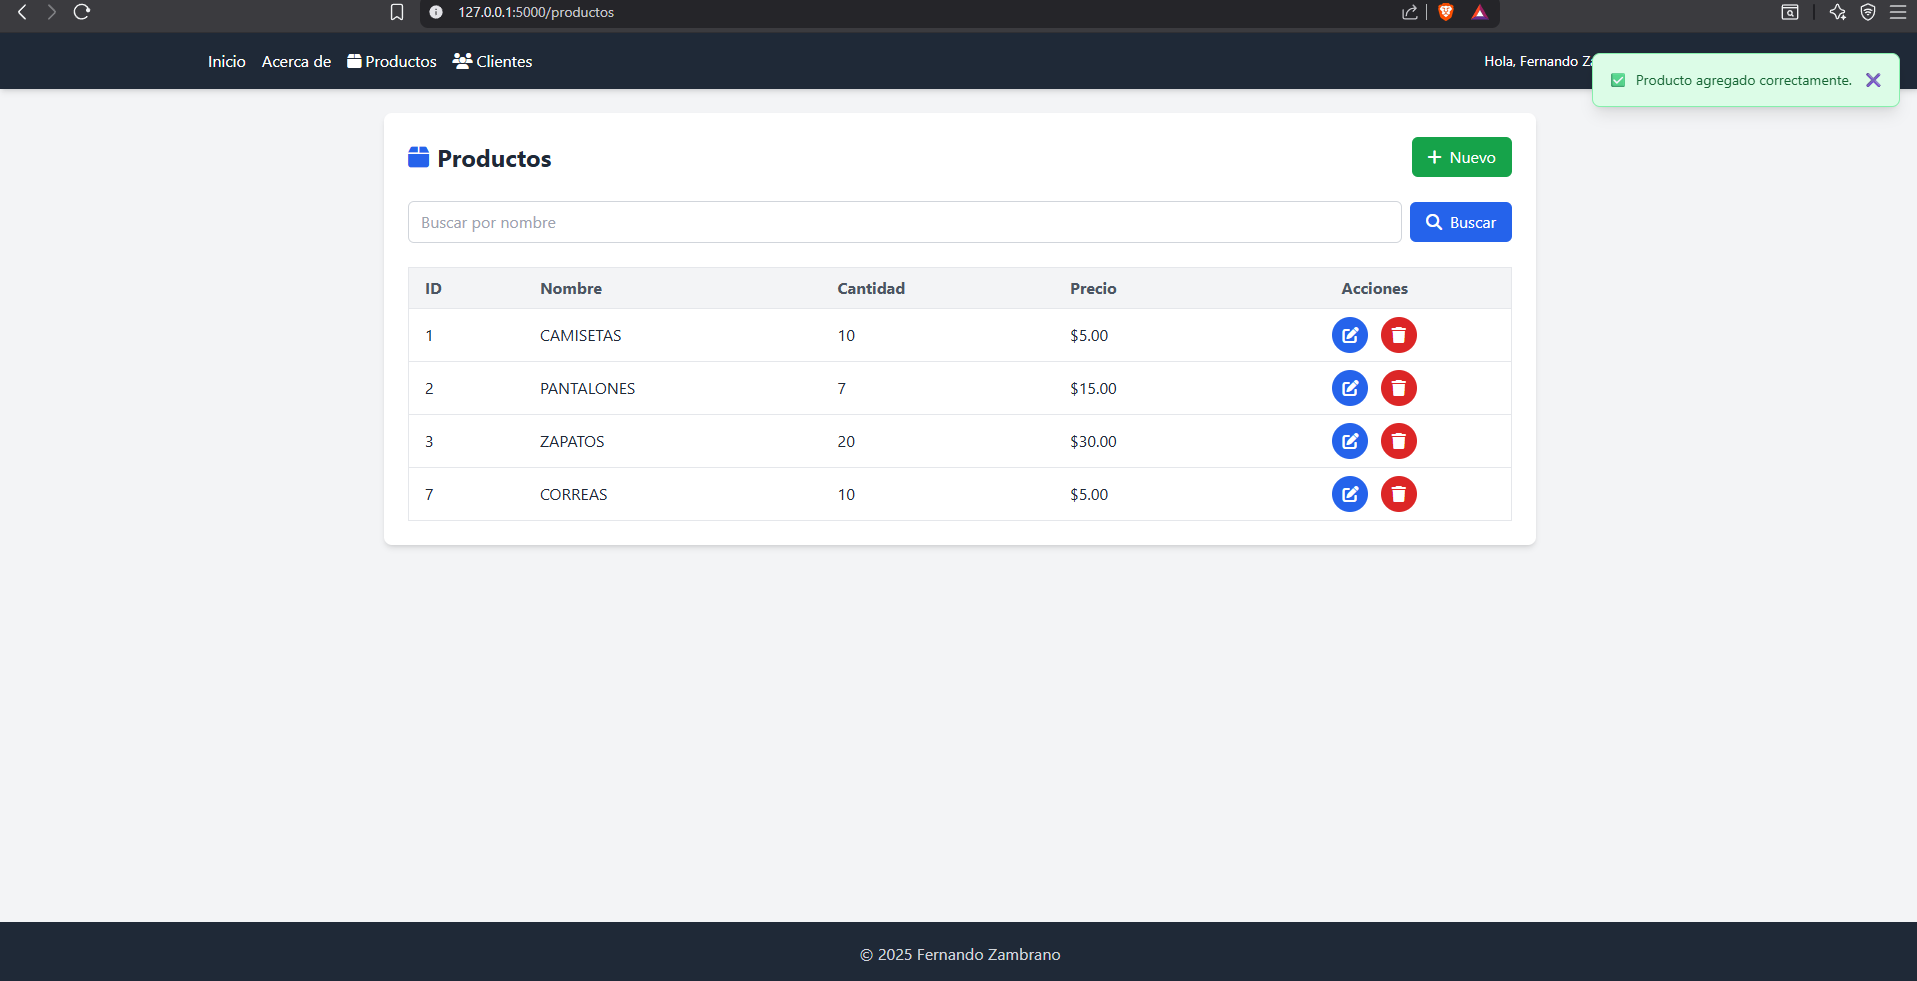 127.0.0.1:5000/productos
Inicio Acerca de Productos Clientes
Hola, Fernando
Producto agregado correctamente.
Productos
Nuevo
Buscar por nombre
Buscar
ID Nombre Cantidad Precio Acciones
1 CAMISETAS 10 $5.00
2 PANTALONES 7 $15.00
3 ZAPATOS 20 $30.00
7 CORREAS 10 $5.00
© 2025 Fernando Zambrano